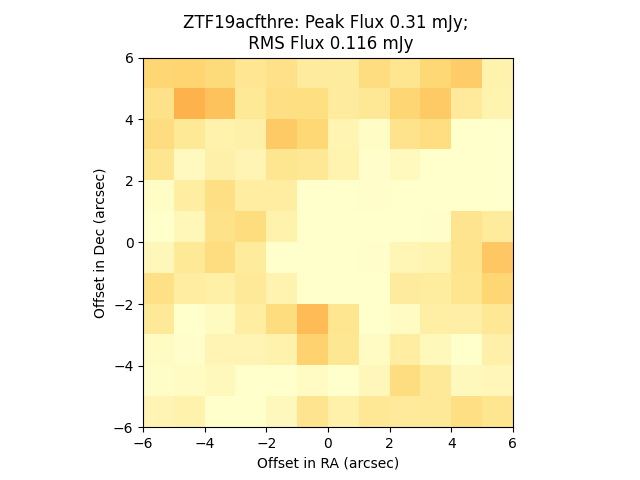 ZTF19acfthre: Peak Flux 0.31 mJy;
RMS Flux 0.116 mJy
6
4
2
0
−2
−4
−6
Offset in Dec (arcsec)
−6 −4 −2 0 2 4 6
Offset in RA (arcsec)